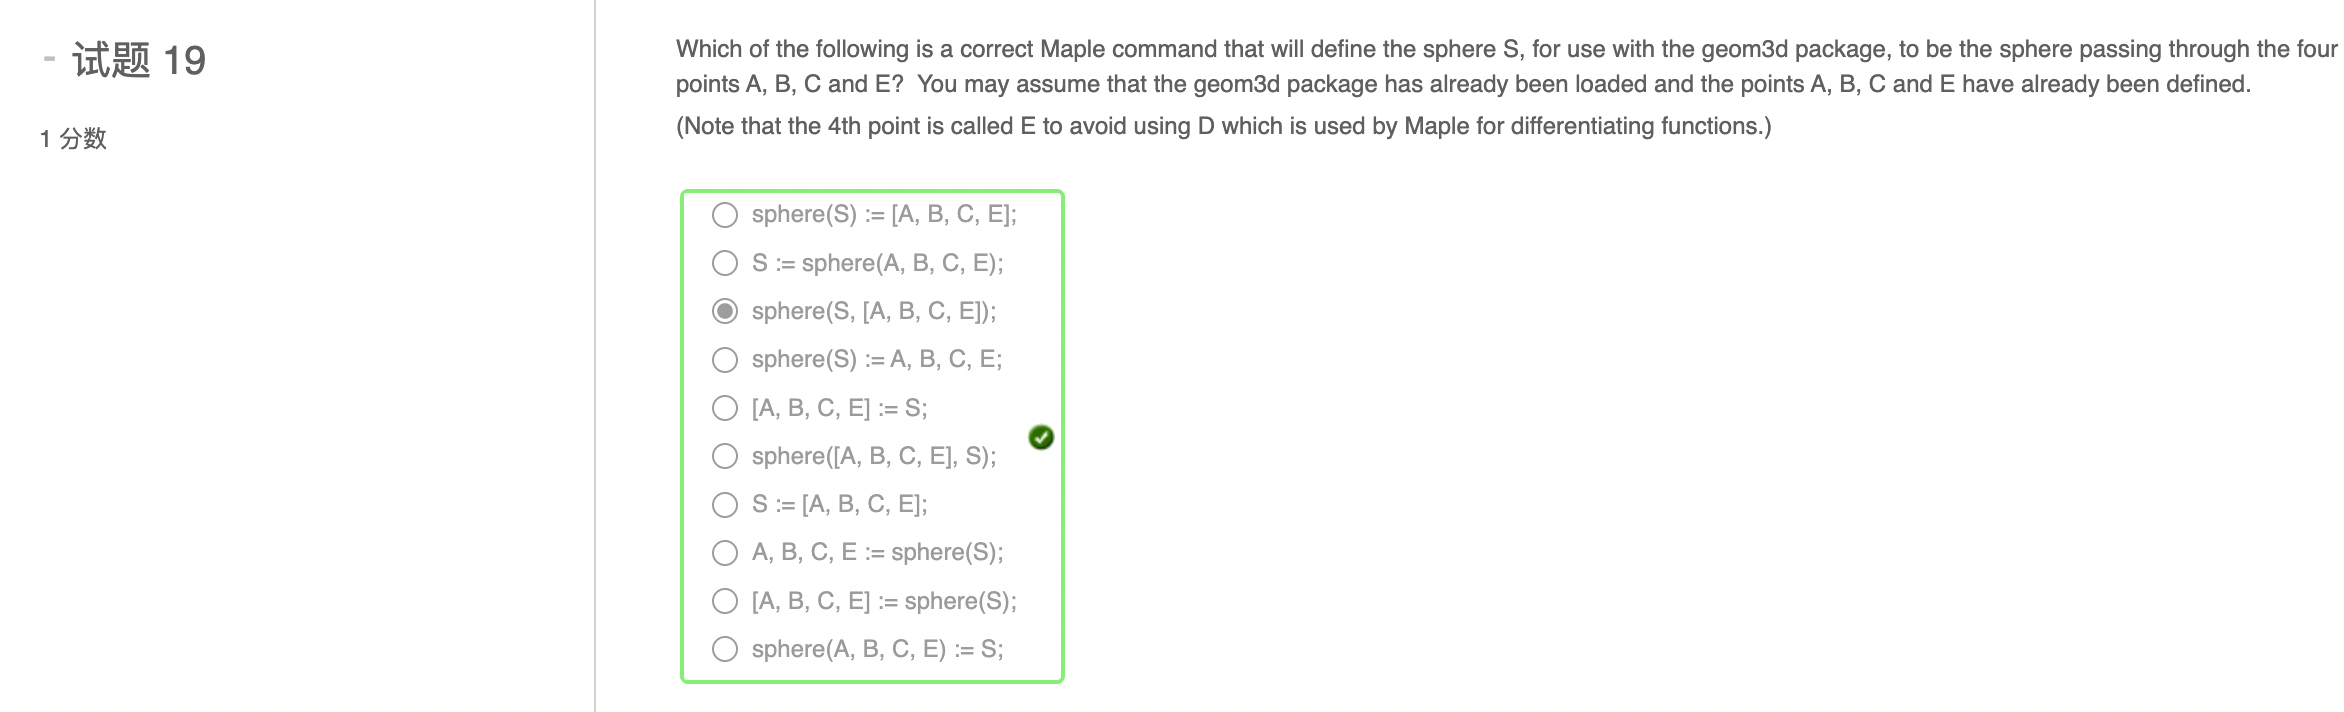 - 试题 19
1 分数
Which of the following is a correct Maple command that will define the sphere S, for use with the geom3d package, to be the sphere passing through the four
points A, B, C and E?  You may assume that the geom3d package has already been loaded and the points A, B, C and E have already been defined.
(Note that the 4th point is called E to avoid using D which is used by Maple for differentiating functions.)
sphere(S) := [A, B, C, E];
S := sphere(A, B, C, E);
sphere(S, [A, B, C, E]);
sphere(S) := A, B, C, E;
[A, B, C, E] := S;
sphere([A, B, C, E], S);
S := [A, B, C, E];
A, B, C, E := sphere(S);
[A, B, C, E] := sphere(S);
sphere(A, B, C, E) := S;